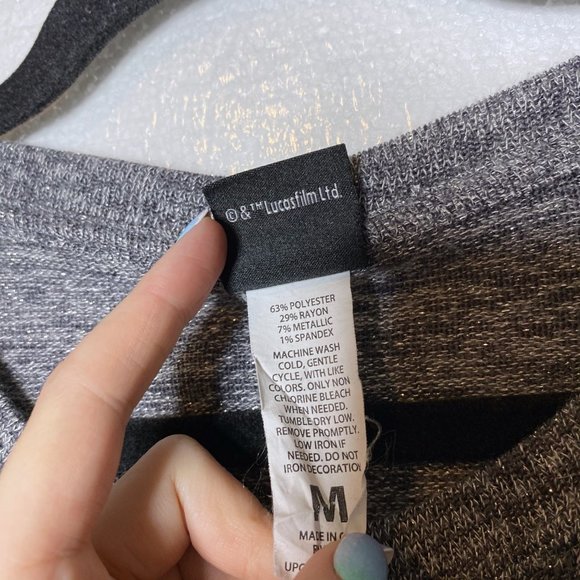 ©&™Lucasfilm Ltd.
63% POLYESTER
29% RAYON
7% METALLIC
1% SPANDEX
MACHINE WASH
COLD, GENTLE
CYCLE, WITH LIKE
COLORS. ONLY NON
CHLORINE BLEACH
WHEN NEEDED.
TUMBLE DRY LOW.
REMOVE PROMPTLY.
LOW IRON IF
NEEDED. DO NOT
IRON DECORATION
M
MADE IN